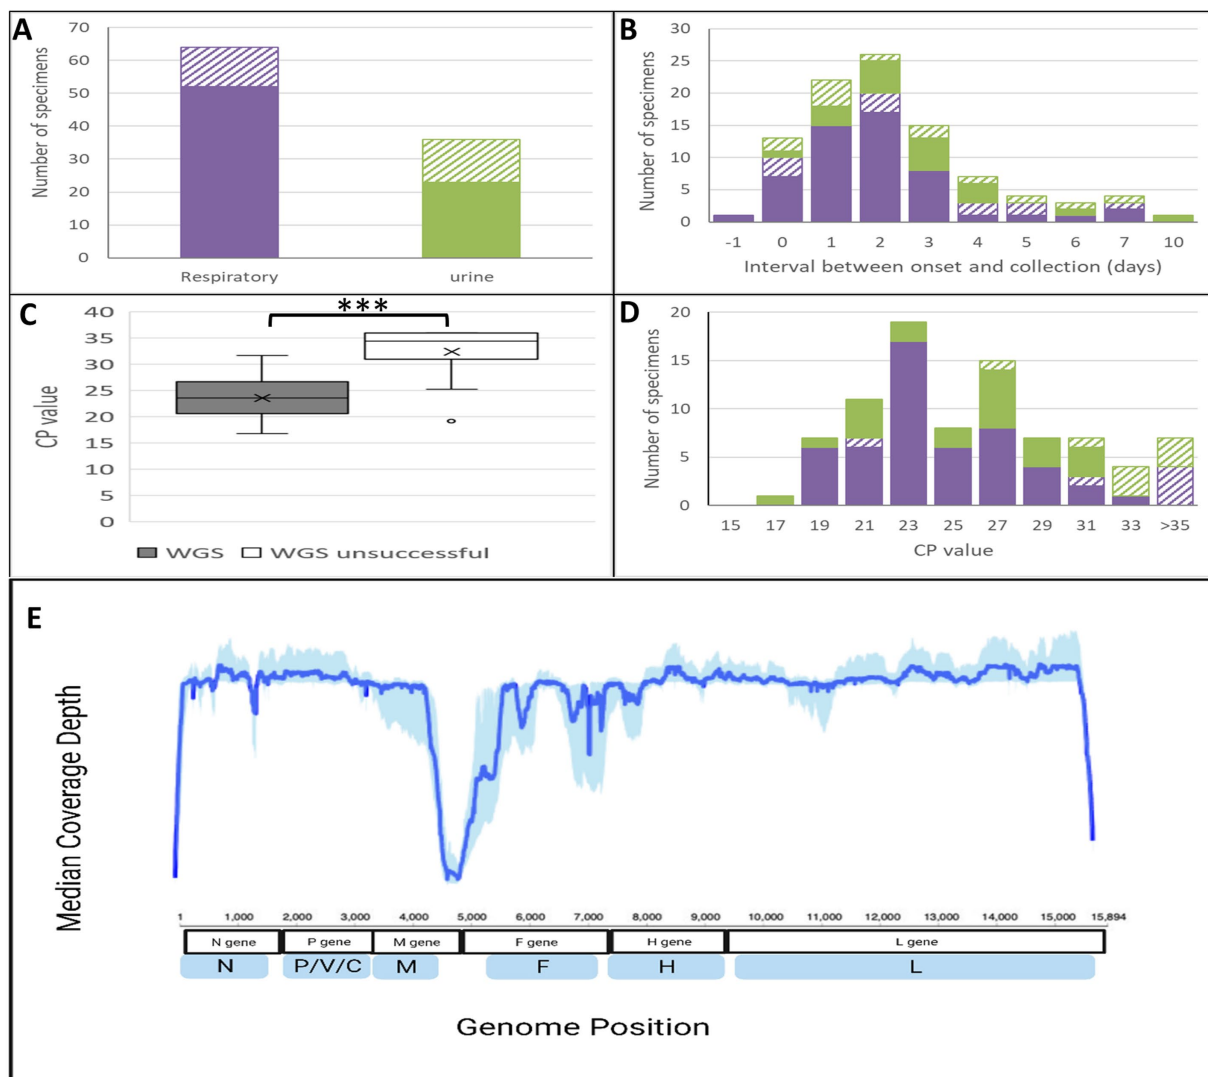 A
Number of specimens
70
60
50
40
30
20
10
0
Respiratory
urine
B
Number of specimens
30
25
20
15
10
5
0
-1 0 1 2 3 4 5 6 7 10
Interval between onset and collection (days)
C
***
CP value
40
35
30
25
20
15
10
5
0
WGS WGS unsuccessful
D
Number of specimens
20
15
10
5
0
15 17 19 21 23 25 27 29 31 33 >35
CP value
E
Median Coverage Depth
1 1,000 2,000 3,000 4,000 5,000 6,000 7,000 8,000 9,000 10,000 11,000 12,000 13,000 14,000 15,000 15,894
N gene P gene M gene F gene H gene L gene
N P/V/C M F H L
Genome Position